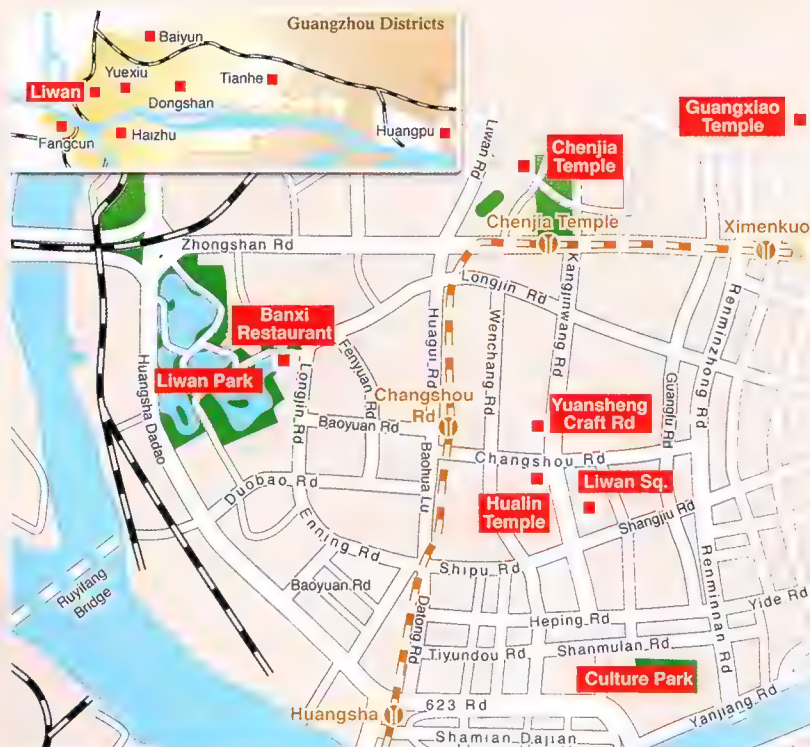 Guangzhou Districts
Baiyun
Yuexiu
Tianhe
Liwan
Dongshan
Fangcun
Haizhu
Huangpu
Guangxiao
Temple
Liwan Rd
Chenjia
Temple
Chenjia Temple
Ximenkuo
Zhongshan Rd
Longjin Rd
Kangjinwang Rd
Renminzhong Rd
Banxi
Restaurant
Huagui Rd
Wenchang Rd
Fenyuan Rd
Liwan Park
Longjin Rd
Huangsha Dadao
Changshou
Rd
Guangfu Rd
Yuansheng
Craft Rd
Baoyuan Rd
Baohua Lu
Changshou Rd
Duobao Rd
Hualin
Temple
Liwan Sq.
Shangjiu Rd
Enning Rd
Shipu Rd
Renminnan Rd
Baoyuan Rd
Ruyifang
Bridge
Datong Rd
Heping Rd
Yide Rd
Tiyundou Rd
Shanmulan Rd
Culture Park
Huangsha
623 Rd
Yanjiang Rd
Shamian Dajian